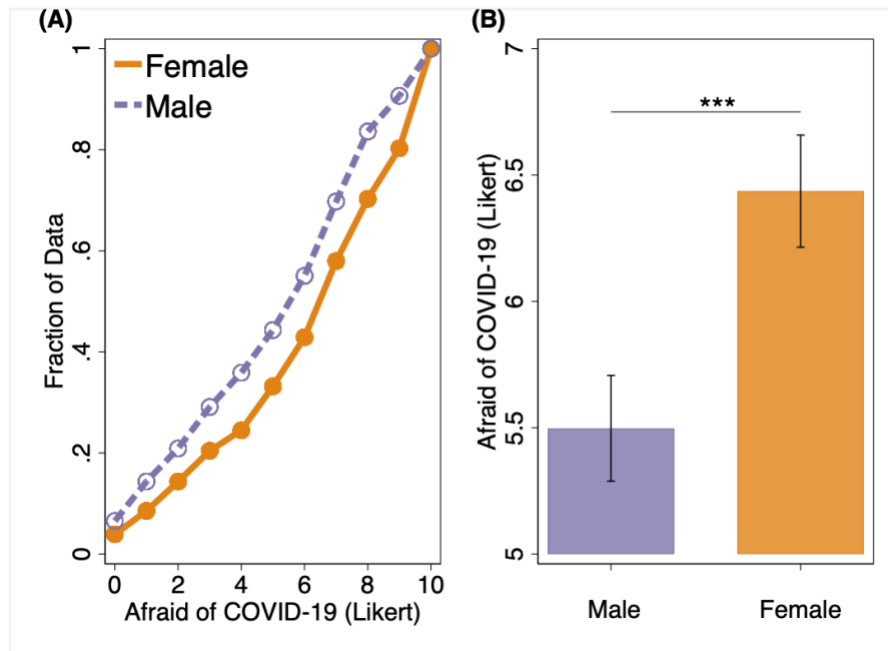 (A)
Female
Male
Fraction of Data
1
.8
.6
.4
.2
0
0 2 4 6 8 10
Afraid of COVID-19 (Likert)
(B)
***
Afraid of COVID-19 (Likert)
7
6.5
6
5.5
5
Male Female